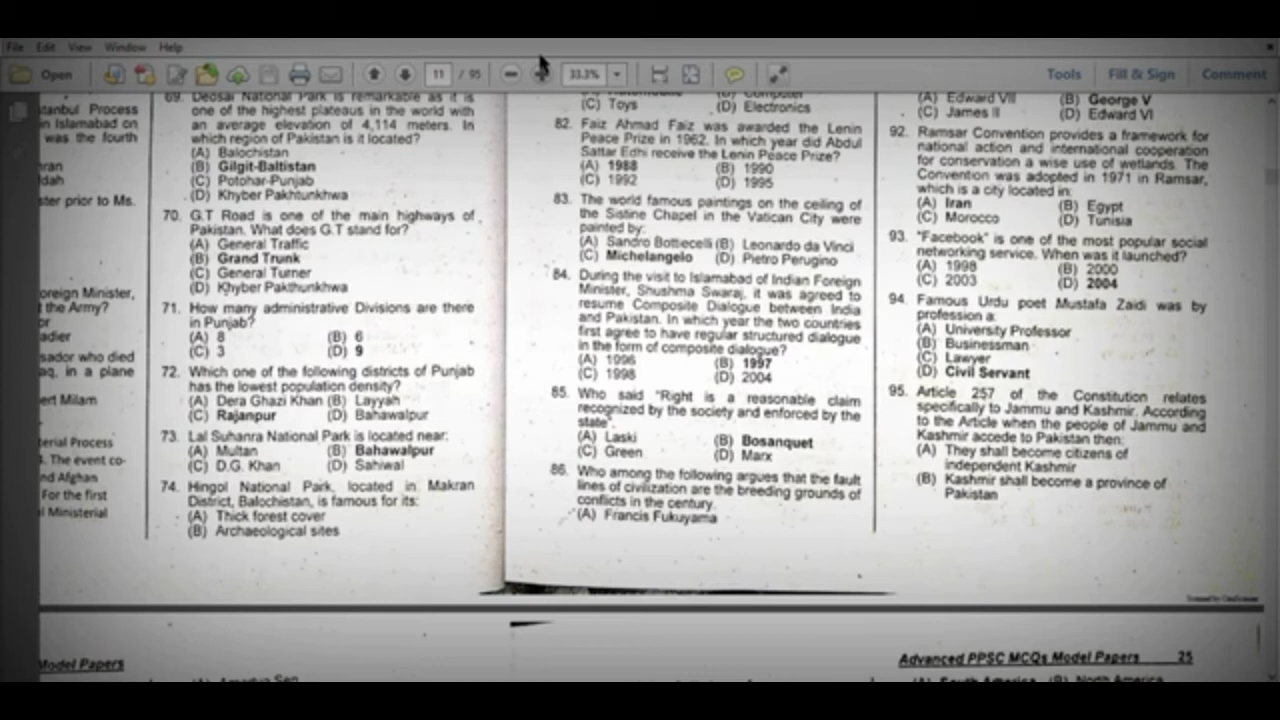 File Edit View Window Help
Open
11 / 95
33.3%
Tools
Fill & Sign
Comment
stanbul Process
in Islamabad on
was the fourth
ster prior to Ms.
oreign Minister,
t the Army?
or
adier
sador who died
aq, in a plane
ert Milam
terial Process
. The event co-
nd Afghan
For the first
l Ministerial
69. Deosai National Park is remarkable as it is
one of the highest plateaus in the world with
an average elevation of 4,114 meters. In
which region of Pakistan is it located?
(A) Balochistan
(B) Gilgit-Baltistan
(C) Potohar-Punjab
(D) Khyber Pakhtunkhwa
70. G.T Road is one of the main highways of
Pakistan. What does G.T stand for?
(A) General Traffic
(B) Grand Trunk
(C) General Turner
(D) Khyber Pakthunkhwa
71. How many administrative Divisions are there
in Punjab?
(A) 8 (B) 6
(C) 3 (D) 9
72. Which one of the following districts of Punjab
has the lowest population density?
(A) Dera Ghazi Khan (B) Layyah
(C) Rajanpur (D) Bahawalpur
73. Lal Suhanra National Park is located near:
(A) Multan (B) Bahawalpur
(C) D.G. Khan (D) Sahiwal
74. Hingol National Park, located in Makran
District, Balochistan, is famous for its:
(A) Thick forest cover
(B) Archaeological sites
(C) Toys (D) Electronics
82. Faiz Ahmad Faiz was awarded the Lenin
Peace Prize in 1962. In which year did Abdul
Sattar Edhi receive the Lenin Peace Prize?
(A) 1988 (B) 1990
(C) 1992 (D) 1995
83. The world famous paintings on the ceiling of
the Sistine Chapel in the Vatican City were
painted by:
(A) Sandro Bottecelli (B) Leonardo da Vinci
(C) Michelangelo (D) Pietro Perugino
84. During the visit to Islamabad of Indian Foreign
Minister, Shushma Swaraj, it was agreed to
resume Composite Dialogue between India
and Pakistan. In which year the two countries
first agree to have regular structured dialogue
in the form of composite dialogue?
(A) 1996 (B) 1997
(C) 1998 (D) 2004
85. Who said "Right is a reasonable claim
recognized by the society and enforced by the
state".
(A) Laski (B) Bosanquet
(C) Green (D) Marx
86. Who among the following argues that the fault
lines of civilization are the breeding grounds of
conflicts in the century.
(A) Francis Fukuyama
(A) Edward VII (B) George V
(C) James II (D) Edward VI
92. Ramsar Convention provides a framework for
national action and international cooperation
for conservation a wise use of wetlands. The
Convention was adopted in 1971 in Ramsar,
which is a city located in:
(A) Iran (B) Egypt
(C) Morocco (D) Tunisia
93. "Facebook" is one of the most popular social
networking service. When was it launched?
(A) 1998 (B) 2000
(C) 2003 (D) 2004
94. Famous Urdu poet Mustafa Zaidi was by
profession a:
(A) University Professor
(B) Businessman
(C) Lawyer
(D) Civil Servant
95. Article 257 of the Constitution relates
specifically to Jammu and Kashmir. According
to the Article when the people of Jammu and
Kashmir accede to Pakistan then:
(A) They shall become citizens of
independent Kashmir
(B) Kashmir shall become a province of
Pakistan
Model Papers
Advanced PPSC MCQs Model Papers 25
(A) South America (B) North America